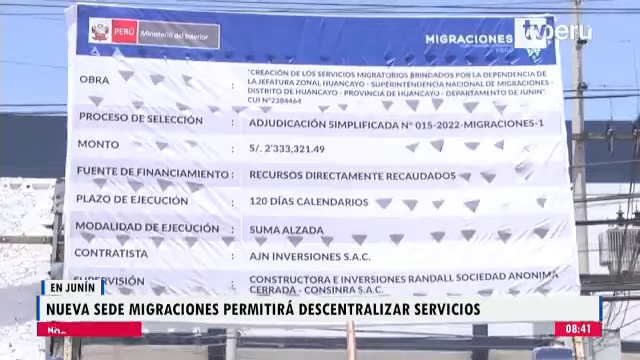 tvperu
PERÚ Ministerio del Interior
MIGRACIONES
OBRA : "CREACIÓN DE LOS SERVICIOS MIGRATORIOS BRINDADOS POR LA DEPENDENCIA DE
LA JEFATURA ZONAL HUANCAYO - SUPERINTENDENCIA NACIONAL DE MIGRACIONES -
DISTRITO DE HUANCAYO - PROVINCIA DE HUANCAYO - DEPARTAMENTO DE JUNIN".
CUI N°2384464
PROCESO DE SELECCIÓN : ADJUDICACIÓN SIMPLIFICADA N° 015-2022-MIGRACIONES-1
MONTO : S/. 2'333,321.49
FUENTE DE FINANCIAMIENTO : RECURSOS DIRECTAMENTE RECAUDADOS
PLAZO DE EJECUCIÓN : 120 DÍAS CALENDARIOS
MODALIDAD DE EJECUCIÓN : SUMA ALZADA
CONTRATISTA : AJN INVERSIONES S.A.C.
SUPERVISIÓN : CONSTRUCTORA E INVERSIONES RANDALL SOCIEDAD ANONIMA
CERRADA - CONSINRA S.A.C.
EN JUNÍN
NUEVA SEDE MIGRACIONES PERMITIRÁ DESCENTRALIZAR SERVICIOS
08:41